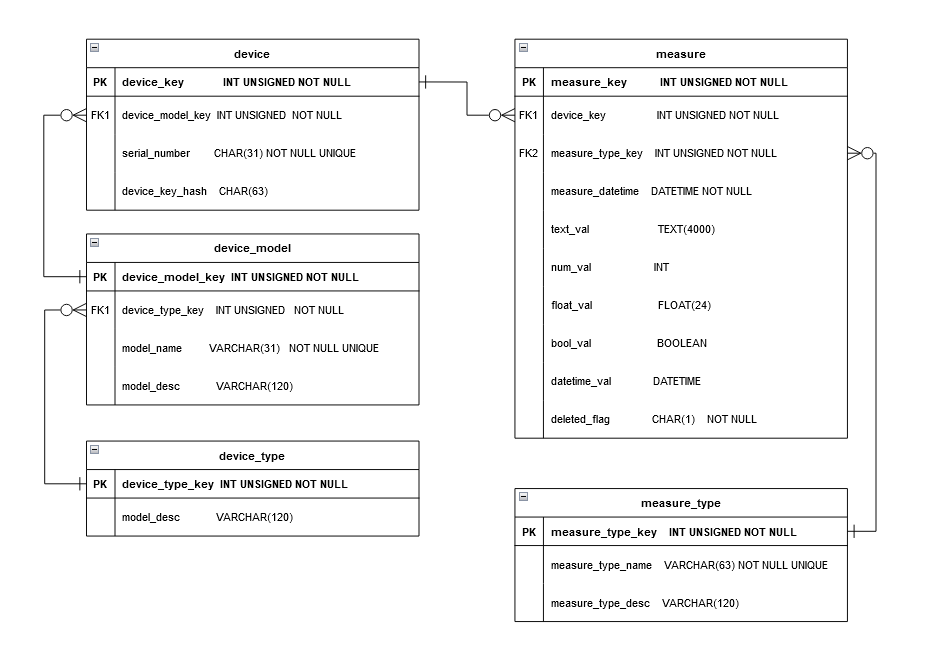 device
PK device_key INT UNSIGNED NOT NULL
FK1 device_model_key INT UNSIGNED NOT NULL
serial_number CHAR(31) NOT NULL UNIQUE
device_key_hash CHAR(63)
device_model
PK device_model_key INT UNSIGNED NOT NULL
FK1 device_type_key INT UNSIGNED NOT NULL
model_name VARCHAR(31) NOT NULL UNIQUE
model_desc VARCHAR(120)
device_type
PK device_type_key INT UNSIGNED NOT NULL
model_desc VARCHAR(120)
measure
PK measure_key INT UNSIGNED NOT NULL
FK1 device_key INT UNSIGNED NOT NULL
FK2 measure_type_key INT UNSIGNED NOT NULL
measure_datetime DATETIME NOT NULL
text_val TEXT(4000)
num_val INT
float_val FLOAT(24)
bool_val BOOLEAN
datetime_val DATETIME
deleted_flag CHAR(1) NOT NULL
measure_type
PK measure_type_key INT UNSIGNED NOT NULL
measure_type_name VARCHAR(63) NOT NULL UNIQUE
measure_type_desc VARCHAR(120)